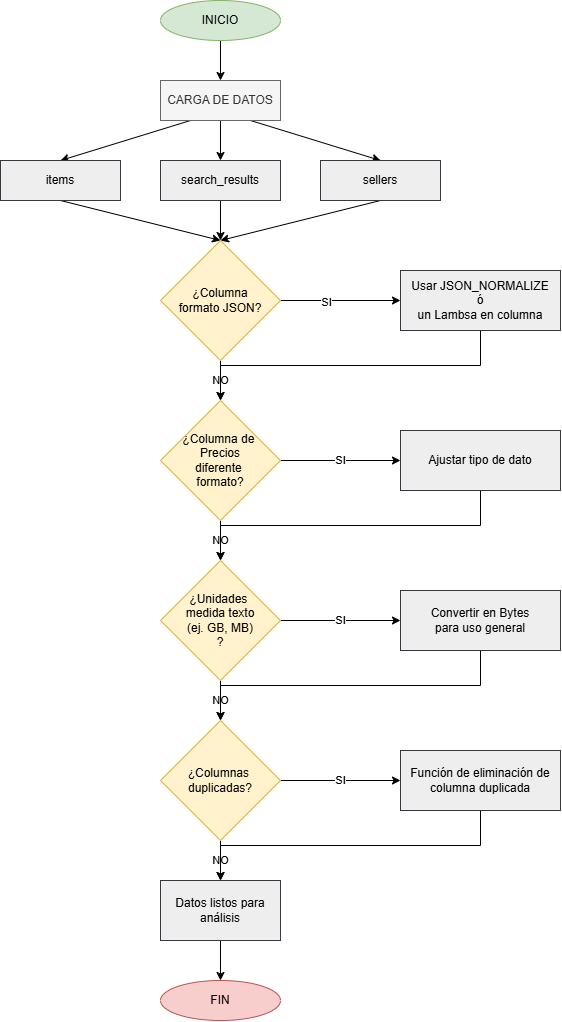 INICIO
CARGA DE DATOS
items
search_results
sellers
¿Columna
formato JSON?
SI
Usar JSON_NORMALIZE
ó
un Lambsa en columna
NO
¿Columna de
Precios
diferente
formato?
SI
Ajustar tipo de dato
NO
¿Unidades
medida texto
(ej. GB, MB)
?
SI
Convertir en Bytes
para uso general
NO
¿Columnas
duplicadas?
SI
Función de eliminación de
columna duplicada
NO
Datos listos para
análisis
FIN